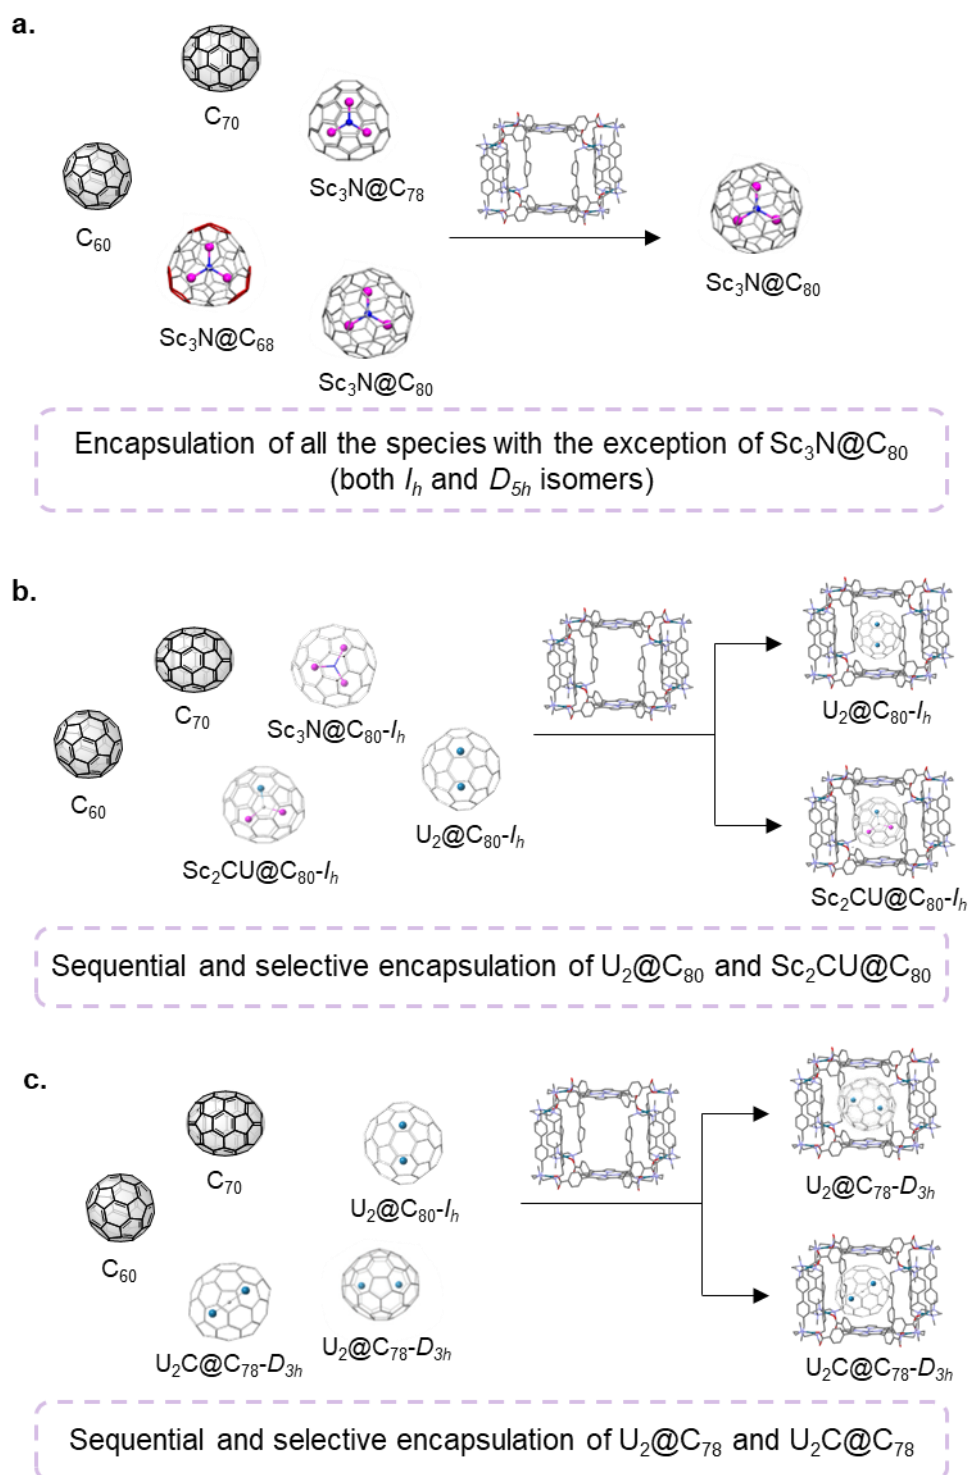 a.
C₇₀
Sc₃N@C₇₈
C₆₀
Sc₃N@C₆₈
Sc₃N@C₈₀
Sc₃N@C₈₀
Encapsulation of all the species with the exception of Sc₃N@C₈₀
(both Iₕ and D₅ₕ isomers)
b.
C₇₀
Sc₃N@C₈₀-Iₕ
C₆₀
U₂@C₈₀-Iₕ
Sc₂CU@C₈₀-Iₕ
U₂@C₈₀-Iₕ
Sc₂CU@C₈₀-Iₕ
Sequential and selective encapsulation of U₂@C₈₀ and Sc₂CU@C₈₀
c.
C₇₀
U₂@C₈₀-Iₕ
C₆₀
U₂C@C₇₈-D₃ₕ
U₂@C₇₈-D₃ₕ
U₂@C₇₈-D₃ₕ
U₂C@C₇₈-D₃ₕ
Sequential and selective encapsulation of U₂@C₇₈ and U₂C@C₇₈